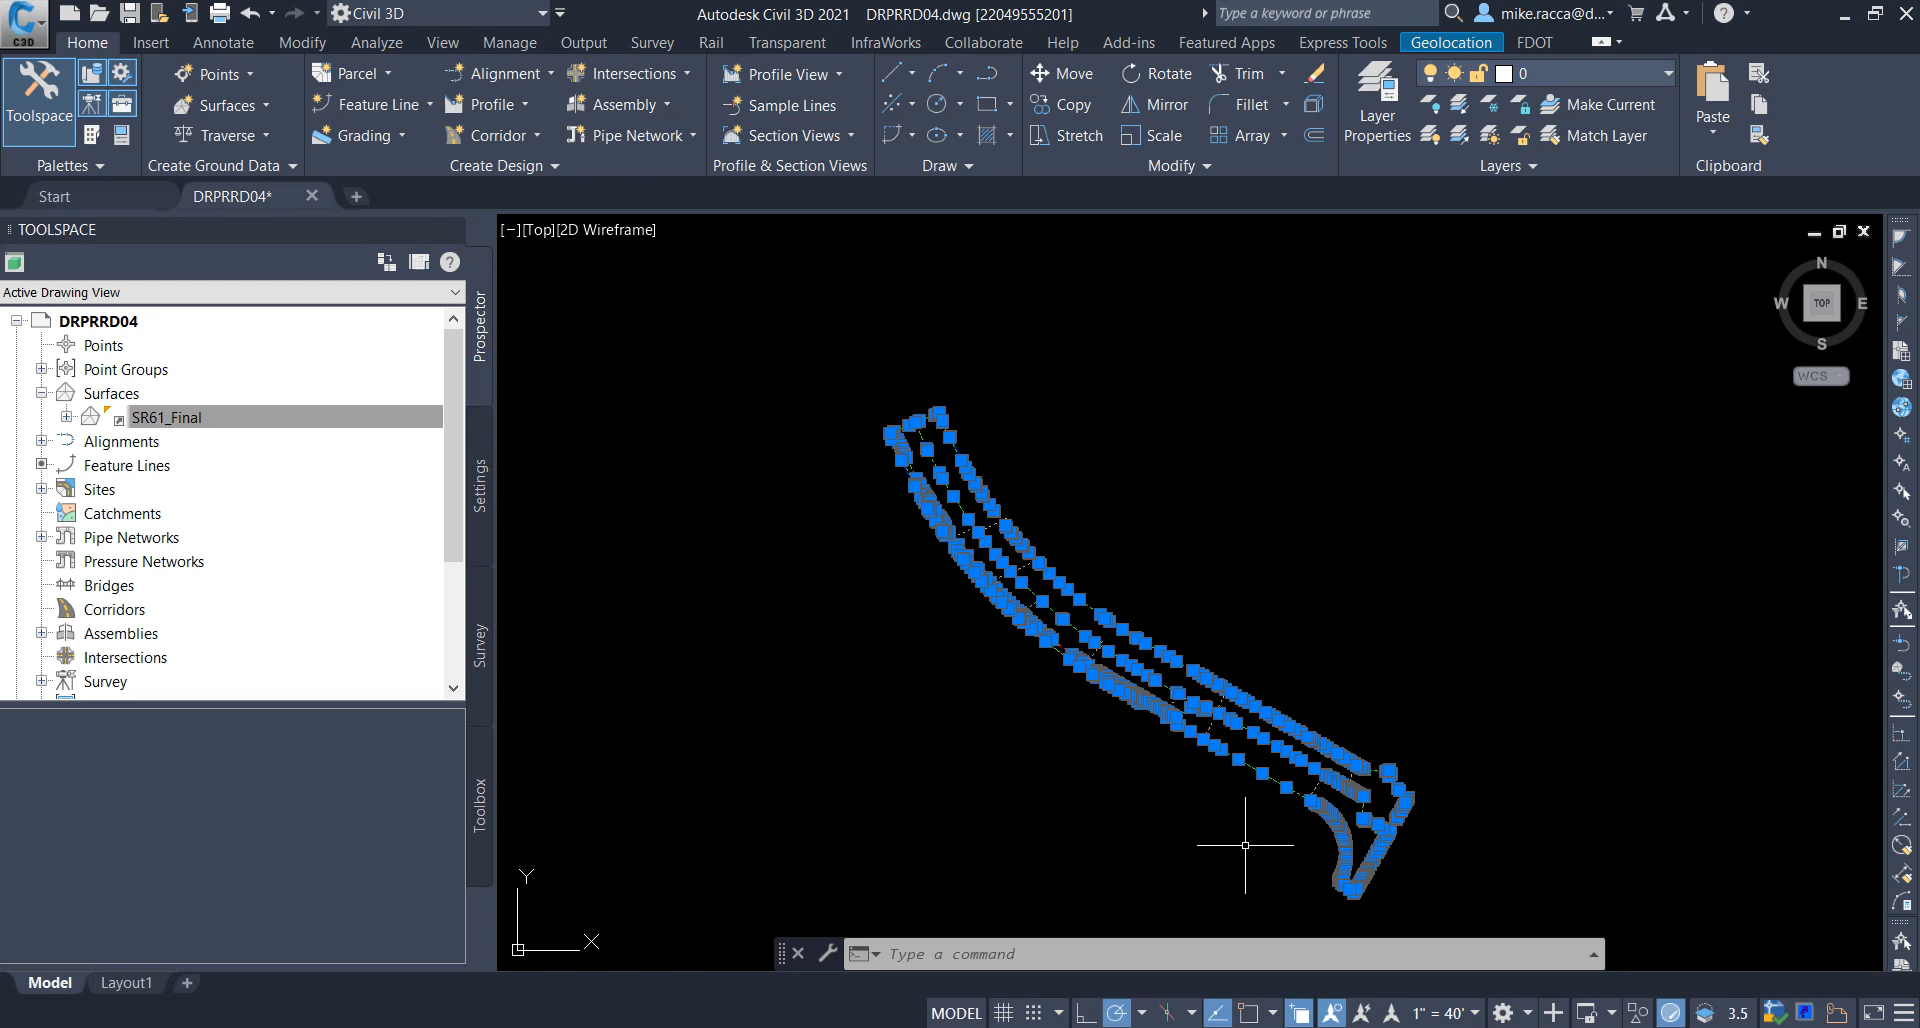 C3D
Civil 3D
Autodesk Civil 3D 2021 DRPRRD04.dwg [22049555201]
Type a keyword or phrase
mike.racca@d...
Home Insert Annotate Modify Analyze View Manage Output Survey Rail Transparent InfraWorks Collaborate Help Add-ins Featured Apps Express Tools Geolocation FDOT
Toolspace
Palettes
Points
Surfaces
Traverse
Create Ground Data
Parcel
Feature Line
Grading
Alignment
Profile
Corridor
Intersections
Assembly
Pipe Network
Create Design
Profile View
Sample Lines
Section Views
Profile & Section Views
Draw
Move
Copy
Stretch
Rotate
Mirror
Scale
Trim
Fillet
Array
Modify
Layer
Properties
0
Make Current
Match Layer
Layers
Paste
Clipboard
Start
DRPRRD04*
TOOLSPACE
Active Drawing View
DRPRRD04
Points
Point Groups
Surfaces
SR61_Final
Alignments
Feature Lines
Sites
Catchments
Pipe Networks
Pressure Networks
Bridges
Corridors
Assemblies
Intersections
Survey
Prospector
Settings
Survey
Toolbox
[−][Top][2D Wireframe]
N
W
TOP
E
S
WCS
Y
X
Type a command
Model
Layout1
MODEL
1" = 40'
3.5